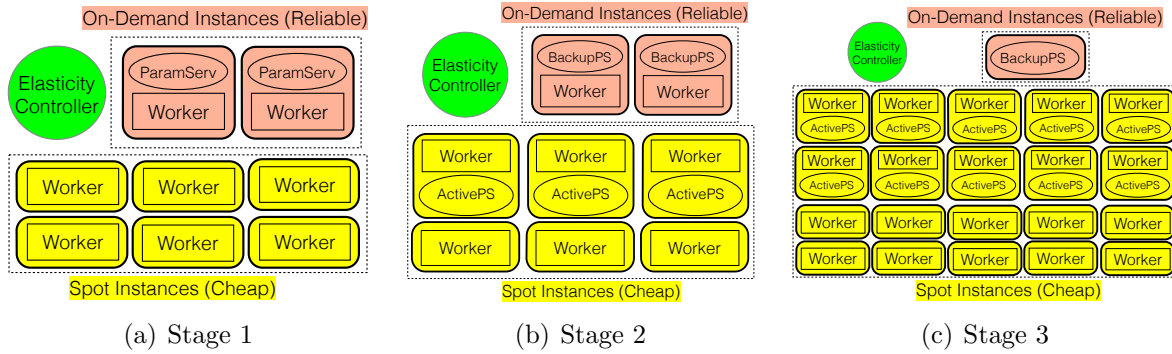 On-Demand Instances (Reliable)
Elasticity
Controller
ParamServ
ParamServ
Worker
Worker
Worker
Worker
Worker
Worker
Worker
Worker
Spot Instances (Cheap)
(a) Stage 1
On-Demand Instances (Reliable)
Elasticity
Controller
BackupPS
BackupPS
Worker
Worker
Worker
Worker
Worker
ActivePS
ActivePS
ActivePS
Worker
Worker
Worker
Spot Instances (Cheap)
(b) Stage 2
On-Demand Instances (Reliable)
Elasticity
Controller
BackupPS
Worker
Worker
Worker
Worker
Worker
ActivePS
ActivePS
ActivePS
ActivePS
ActivePS
Worker
Worker
Worker
Worker
Worker
ActivePS
ActivePS
ActivePS
ActivePS
ActivePS
Worker
Worker
Worker
Worker
Worker
Worker
Worker
Worker
Worker
Worker
Spot Instances (Cheap)
(c) Stage 3